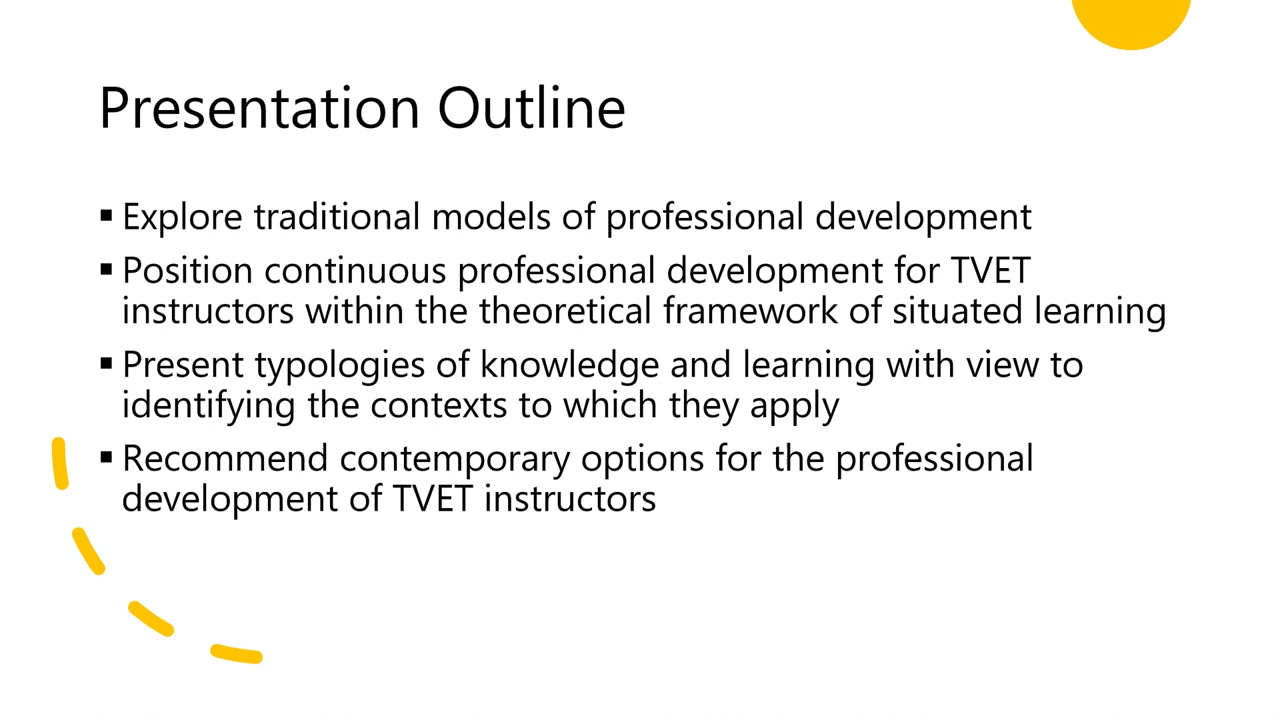 Presentation Outline
▪ Explore traditional models of professional development
▪ Position continuous professional development for TVET
instructors within the theoretical framework of situated learning
▪ Present typologies of knowledge and learning with view to
identifying the contexts to which they apply
▪ Recommend contemporary options for the professional
development of TVET instructors